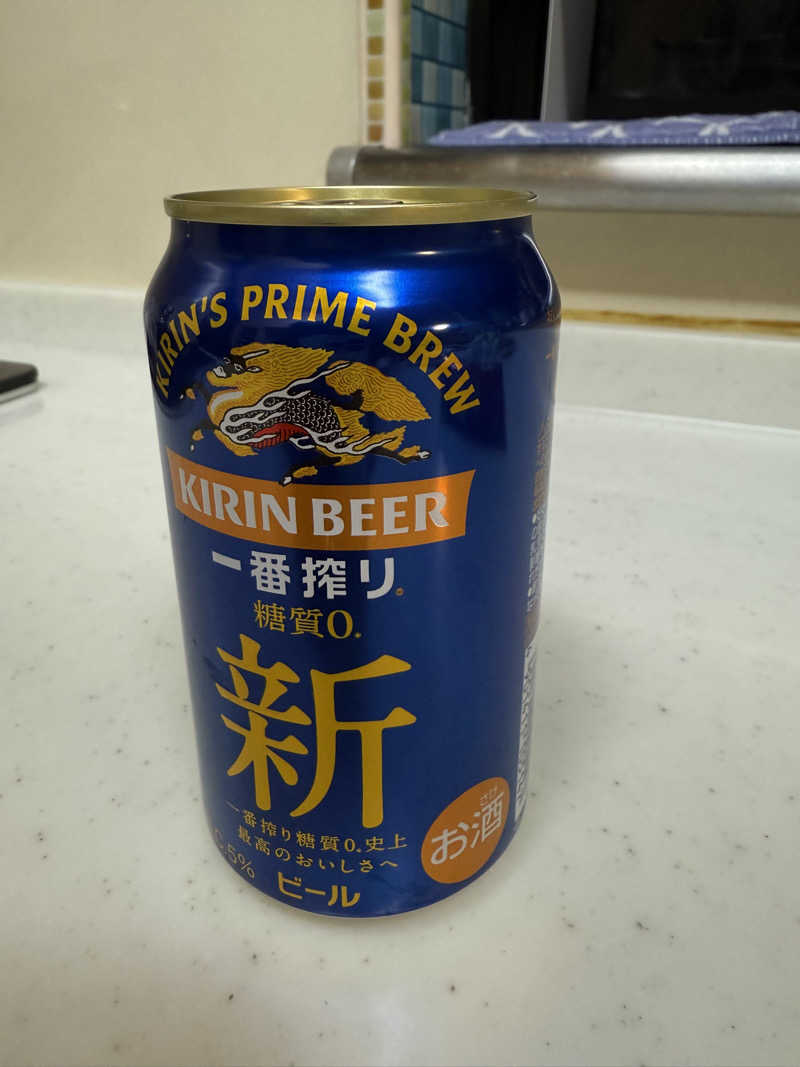 KIRIN'S PRIME BREW
KIRIN BEER
一番搾り®
糖質0※
新
一番搾り糖質0※史上
最高のおいしさへ
5%
ビール
さけ
お酒